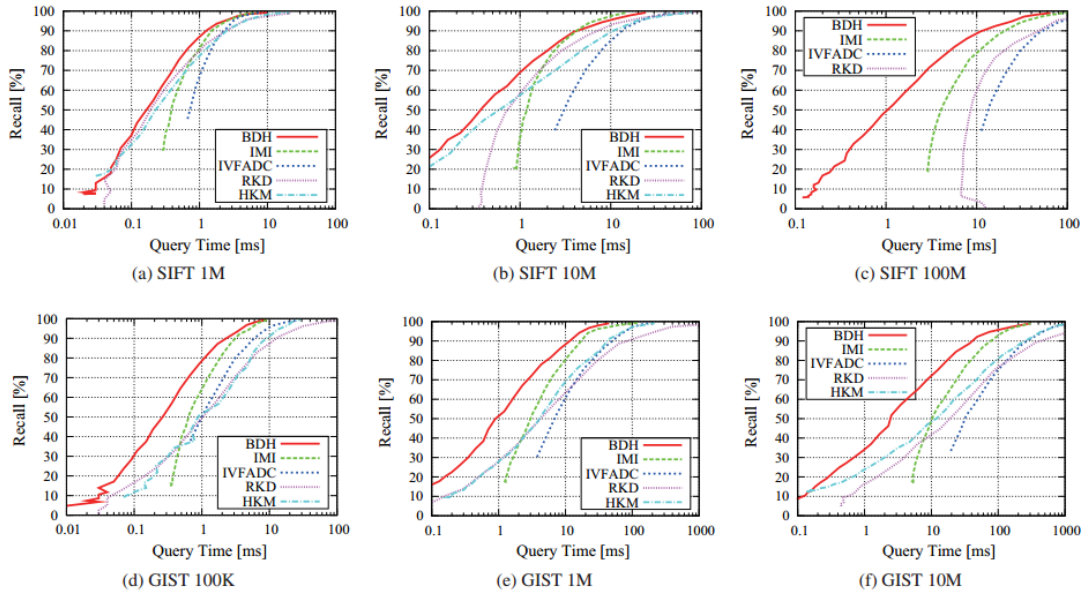 100
90
80
70
60
50
40
30
20
10
0
Recall [%]
BDH
IMI
IVFADC
RKD
HKM
0.01 0.1 1 10 100
Query Time [ms]
(a) SIFT 1M
100
90
80
70
60
50
40
30
20
10
0
Recall [%]
BDH
IMI
IVFADC
RKD
HKM
0.1 1 10 100
Query Time [ms]
(b) SIFT 10M
100
90
80
70
60
50
40
30
20
10
0
Recall [%]
BDH
IMI
IVFADC
RKD
0.1 1 10 100
Query Time [ms]
(c) SIFT 100M
100
90
80
70
60
50
40
30
20
10
0
Recall [%]
BDH
IMI
IVFADC
RKD
HKM
0.01 0.1 1 10 100
Query Time [ms]
(d) GIST 100K
100
90
80
70
60
50
40
30
20
10
0
Recall [%]
BDH
IMI
IVFADC
RKD
HKM
0.1 1 10 100 1000
Query Time [ms]
(e) GIST 1M
100
90
80
70
60
50
40
30
20
10
0
Recall [%]
BDH
IMI
IVFADC
RKD
HKM
0.1 1 10 100 1000
Query Time [ms]
(f) GIST 10M